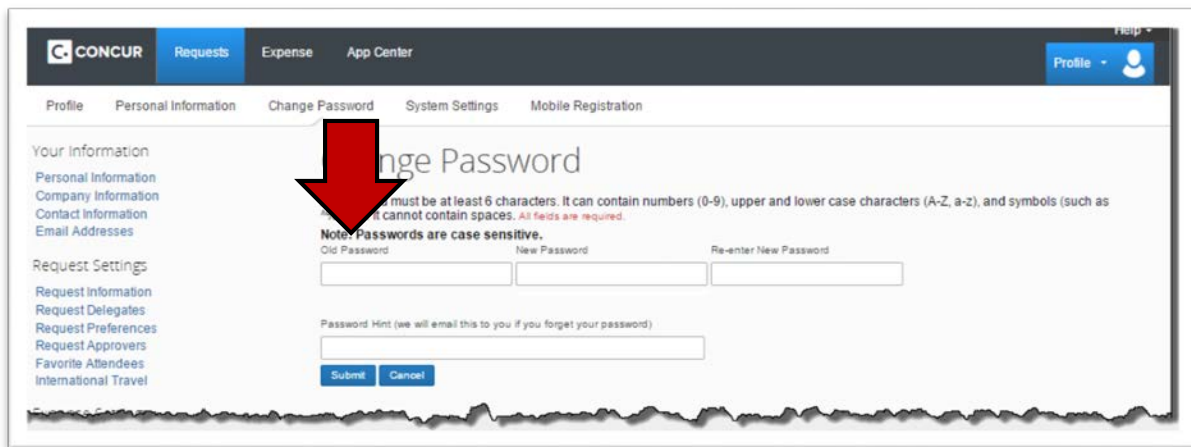 Help
C. CONCUR Requests Expense App Center
Profile
Profile Personal Information Change Password System Settings Mobile Registration
Your Information
Personal Information
Company Information
Contact Information
Email Addresses
Request Settings
Request Information
Request Delegates
Request Preferences
Request Approvers
Favorite Attendees
International Travel
nge Password
must be at least 6 characters. It can contain numbers (0-9), upper and lower case characters (A-Z, a-z), and symbols (such as
It cannot contain spaces. All fields are required.
Note: Passwords are case sensitive.
Old Password New Password Re-enter New Password
Password Hint (we will email this to you if you forget your password)
Submit Cancel